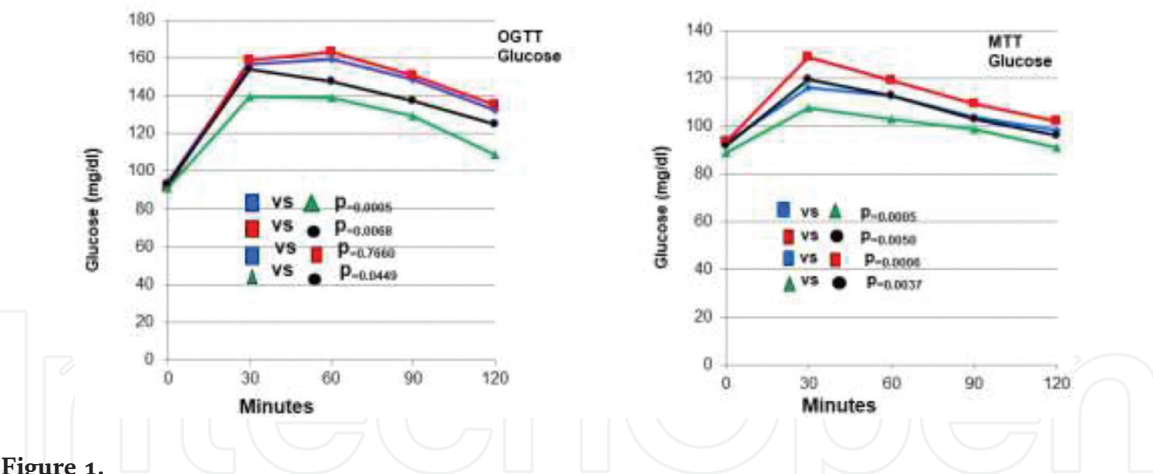 180
160
140
120
100
80
60
40
20
0
Glucose (mg/dl)
OGTT
Glucose
vs p=0.0005
vs p=0.0068
vs p=0.7660
vs p=0.0449
0 30 60 90 120
Minutes
140
120
100
80
60
40
20
0
Glucose (mg/dl)
MTT
Glucose
vs p=0.0005
vs p=0.0050
vs p=0.0006
vs p=0.0037
0 30 60 90 120
Minutes
IntechOpen
Figure 1.